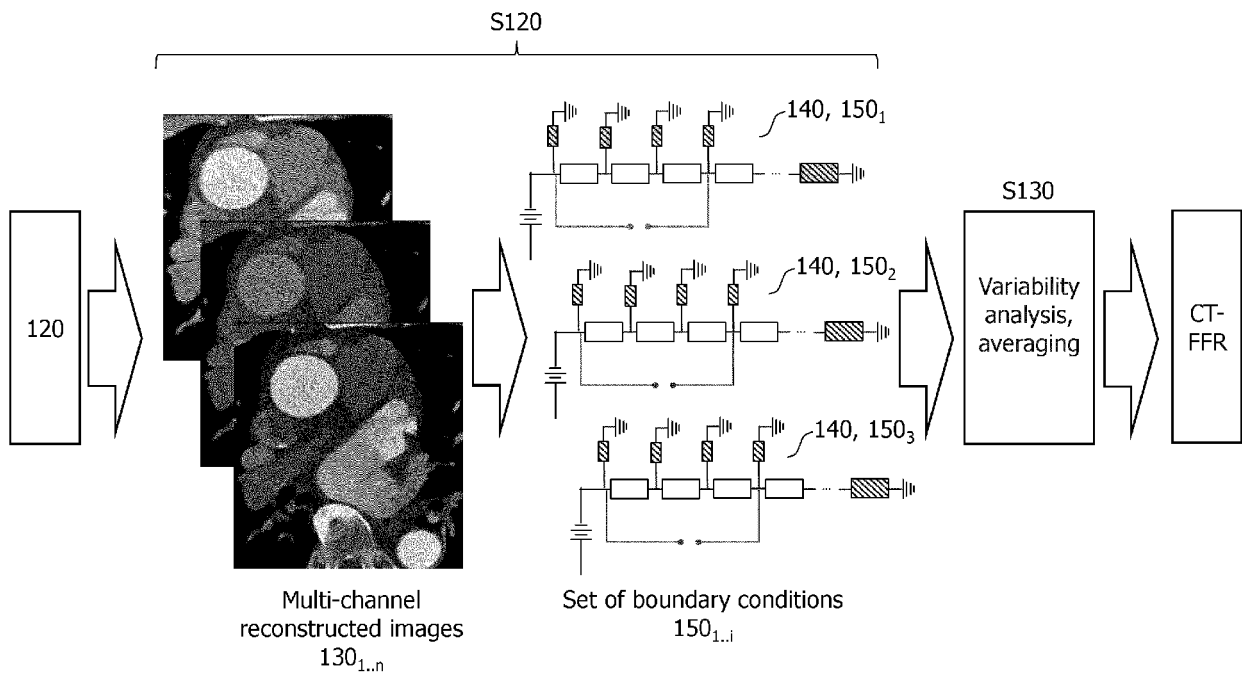 S120
140, 150₁
S130
120
140, 150₂
Variability
analysis,
averaging
CT-
FFR
140, 150₃
Multi-channel
reconstructed images
130₁..ₙ
Set of boundary conditions
150₁..ᵢ